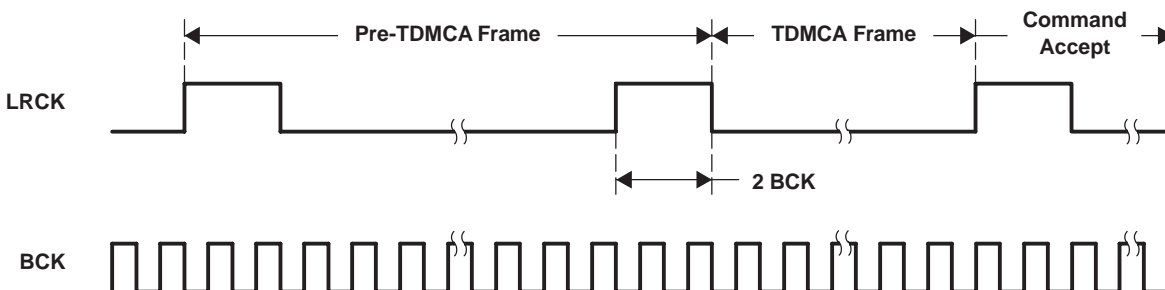 Pre-TDMCA Frame
TDMCA Frame
Command
Accept
LRCK
2 BCK
BCK